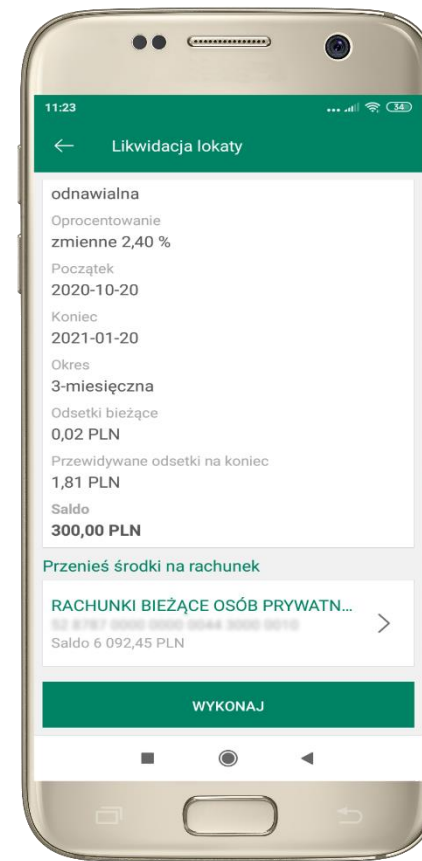 11:23
34
Likwidacja lokaty
odnawialna
Oprocentowanie
zmienne 2,40 %
Początek
2020-10-20
Koniec
2021-01-20
Okres
3-miesięczna
Odsetki bieżące
0,02 PLN
Przewidywane odsetki na koniec
1,81 PLN
Saldo
300,00 PLN
Przenieś środki na rachunek
RACHUNKI BIEŻĄCE OSÓB PRYWATN...
Saldo 6 092,45 PLN
WYKONAJ